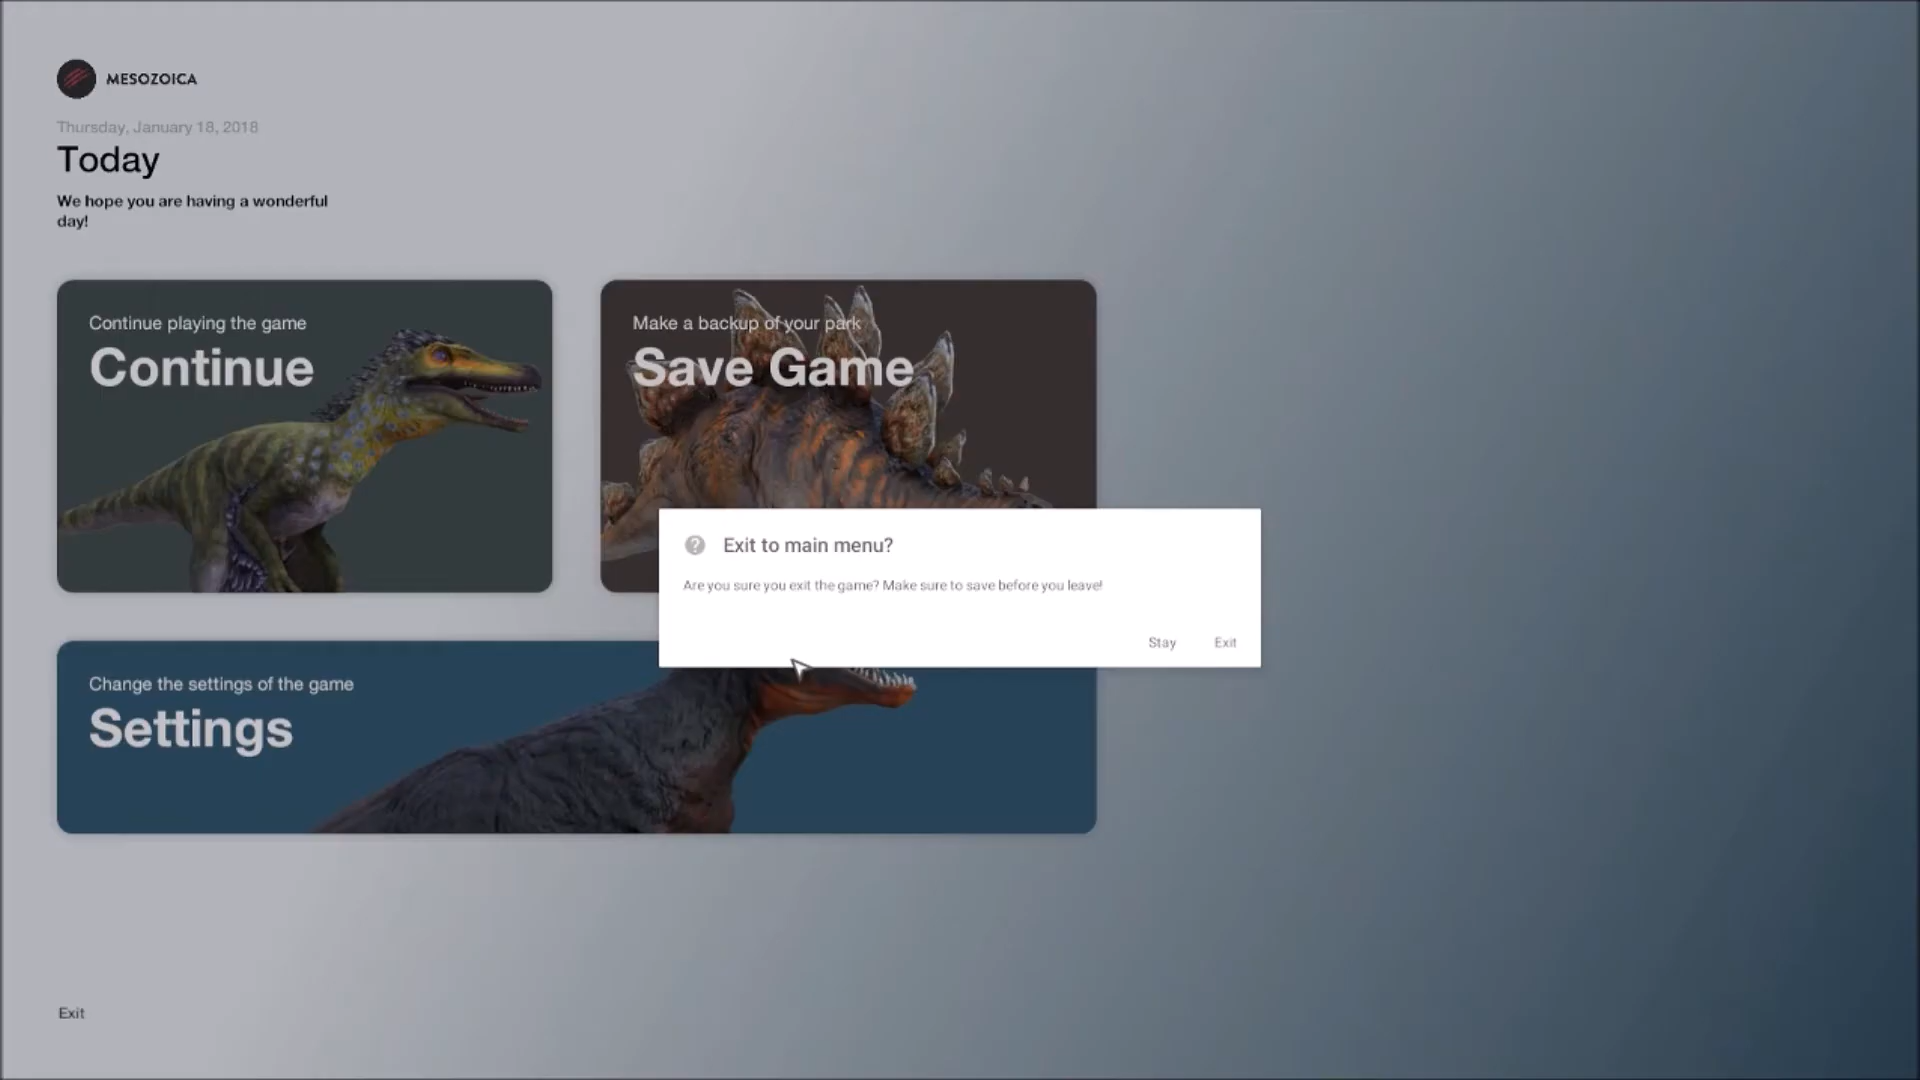 MESOZOICA
Thursday, January 18, 2018
Today
We hope you are having a wonderful
day!
Continue playing the game
Continue
Make a backup of your park
Save Game
Exit to main menu?
Are you sure you exit the game? Make sure to save before you leave!
Stay
Exit
Change the settings of the game
Settings
Exit